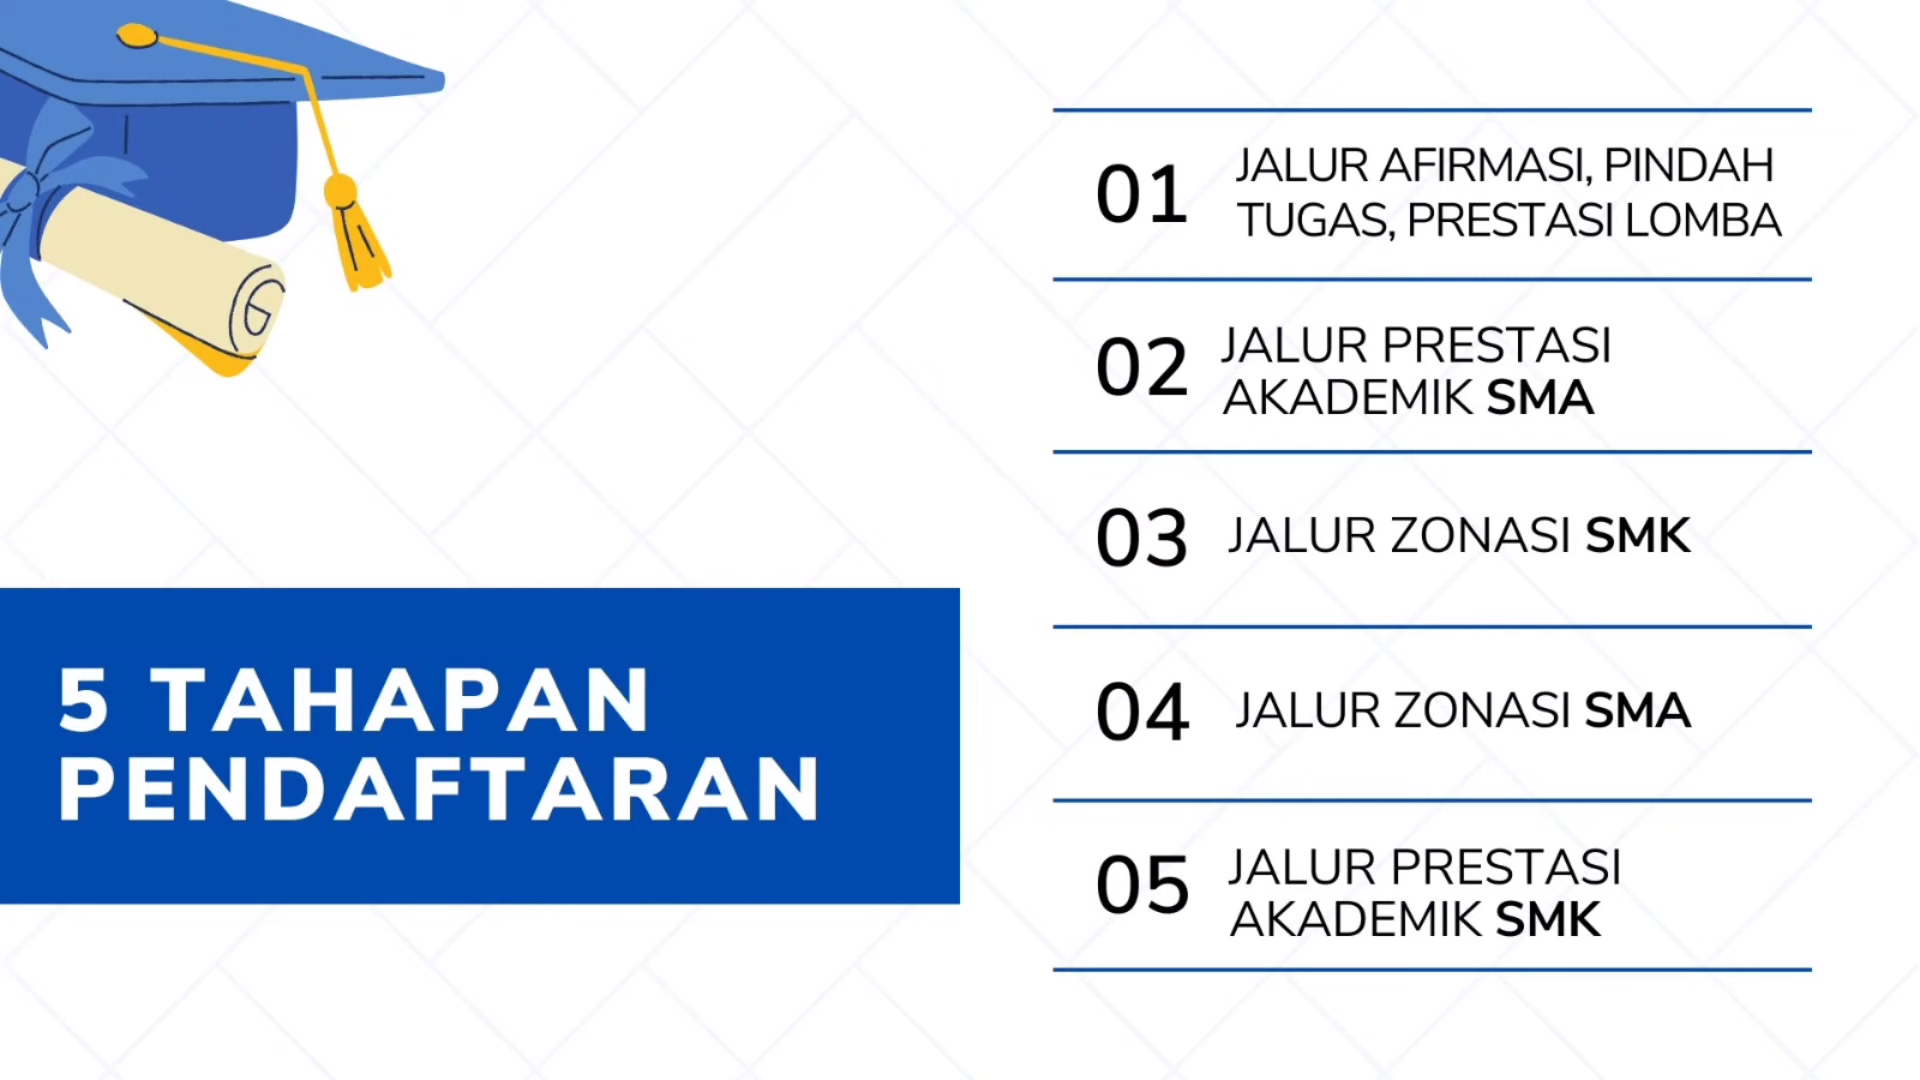 5 TAHAPAN
PENDAFTARAN
01
JALUR AFIRMASI, PINDAH
TUGAS, PRESTASI LOMBA
02
JALUR PRESTASI
AKADEMIK SMA
03
JALUR ZONASI SMK
04
JALUR ZONASI SMA
05
JALUR PRESTASI
AKADEMIK SMK